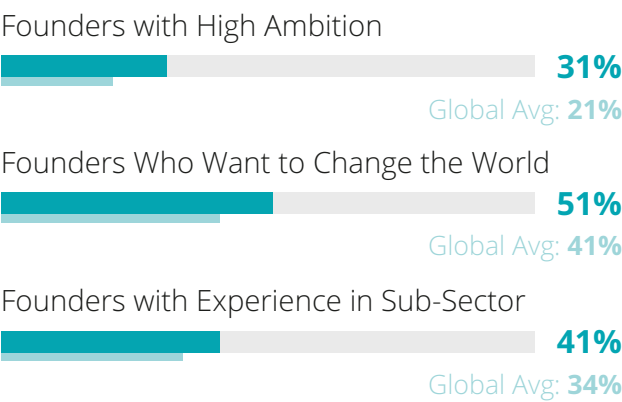 Founders with High Ambition
31%
Global Avg: 21%
Founders Who Want to Change the World
51%
Global Avg: 41%
Founders with Experience in Sub-Sector
41%
Global Avg: 34%